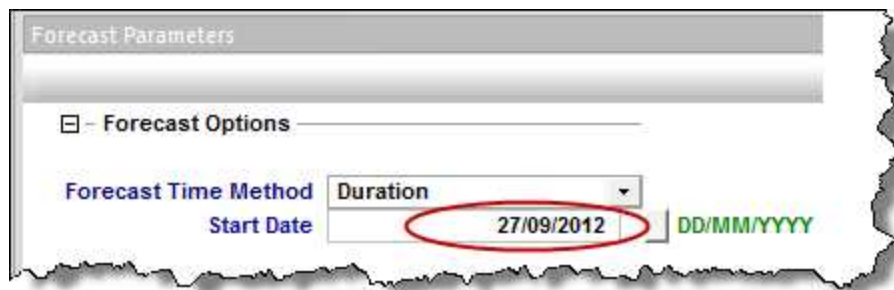 Forecast Parameters
Forecast Options
Forecast Time Method Duration
Start Date 27/09/2012 DD/MM/YYYY